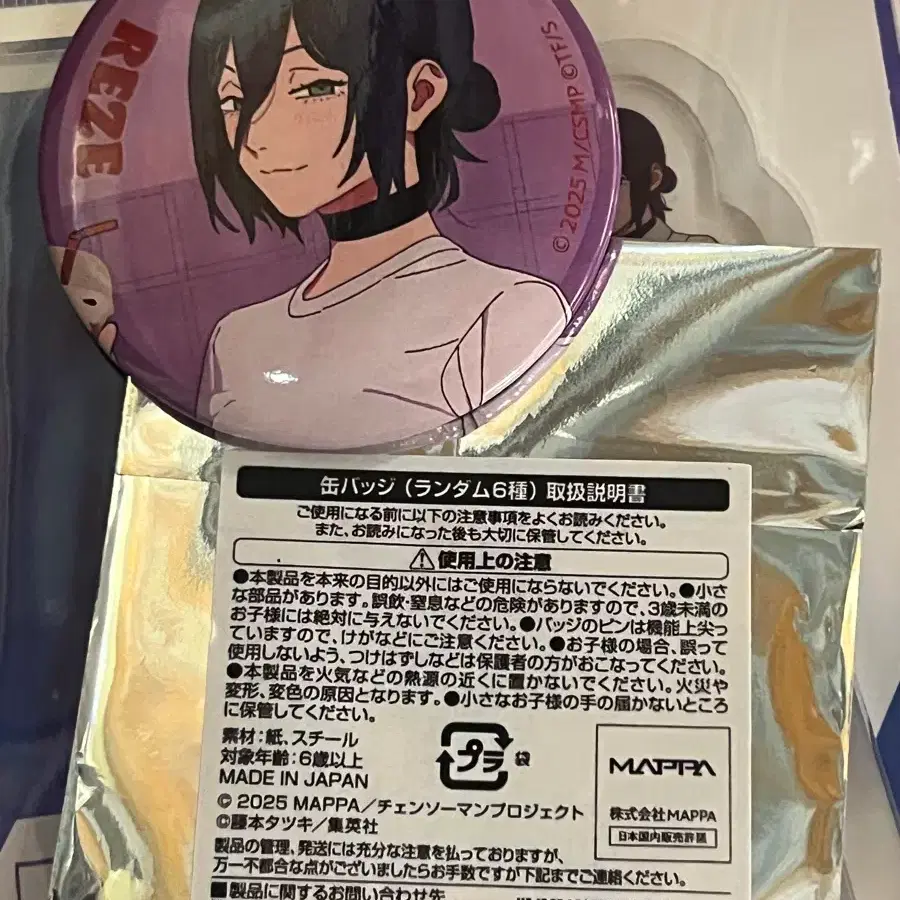 REZE
©2025 M/CSMP ©TF/S
缶バッジ（ランダム6種）取扱説明書
ご使用になる前に以下の注意事項をよくお読みください。
また、お読みになった後も大切に保管してください。
⚠使用上の注意
●本製品を本来の目的以外にはご使用にならないでください。●小さ
な部品があります。誤飲・窒息などの危険がありますので、3歳未満の
お子様には絶対に与えないでください。●バッジのピンは機能上尖っ
ていますので、けがなどにご注意ください。●お子様の場合、誤って
使用しないよう、つけはずしなどは保護者の方がおこなってください。
●本製品を火気などの熱源の近くに置かないでください。火災や
変形、変色の原因となります。●小さなお子様の手の届かないところ
に保管してください。
素材：紙、スチール
対象年齢：6歳以上
MADE IN JAPAN
プラ 袋
MAPPA
株式会社MAPPA
日本国内販売許諾
© 2025 MAPPA／チェンソーマンプロジェクト
©藤本タツキ／集英社
製品の管理、発送には充分な注意を払っておりますが、
万一不都合な点がございましたらお手数ですが下記までご連絡ください。
■製品に関するお問い合わせ先